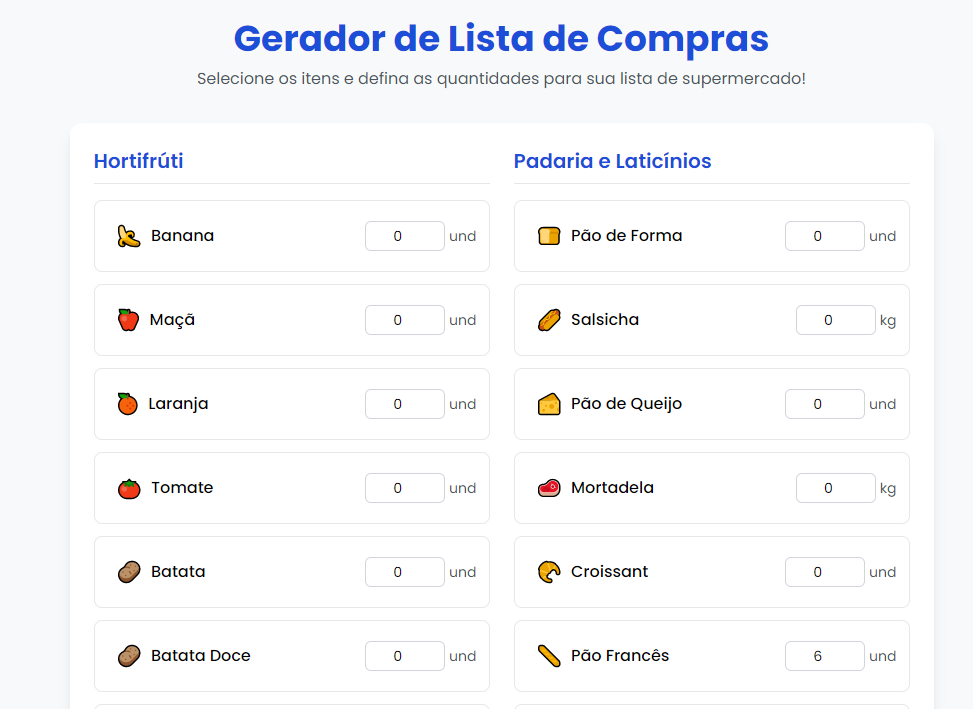 Gerador de Lista de Compras
Selecione os itens e defina as quantidades para sua lista de supermercado!
Hortifrúti
Banana 0 und
Maçã 0 und
Laranja 0 und
Tomate 0 und
Batata 0 und
Batata Doce 0 und
Padaria e Laticínios
Pão de Forma 0 und
Salsicha 0 kg
Pão de Queijo 0 und
Mortadela 0 kg
Croissant 0 und
Pão Francês 6 und